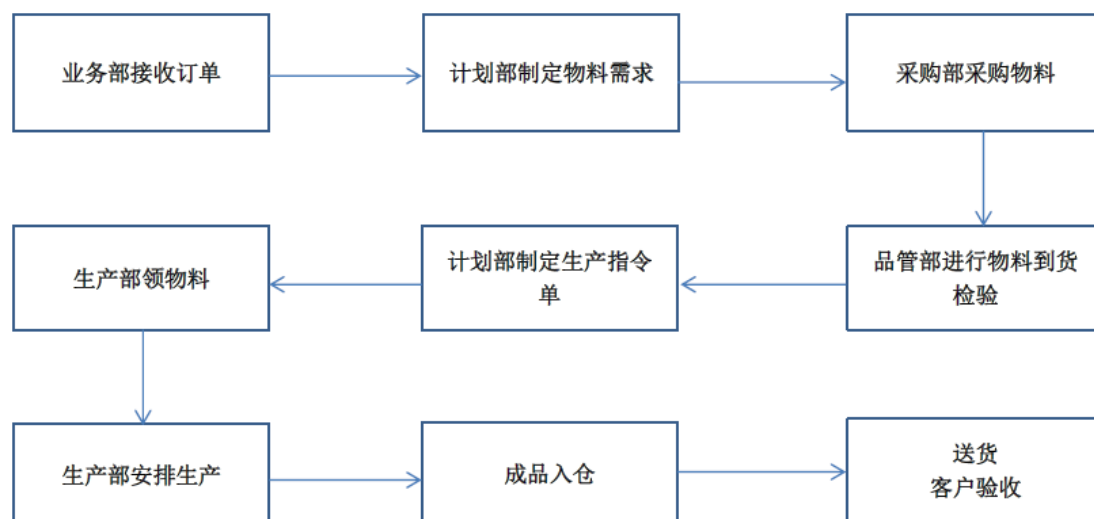 业务部接收订单
计划部制定物料需求
采购部采购物料
生产部领物料
计划部制定生产指令
单
品管部进行物料到货
检验
生产部安排生产
成品入仓
送货
客户验收